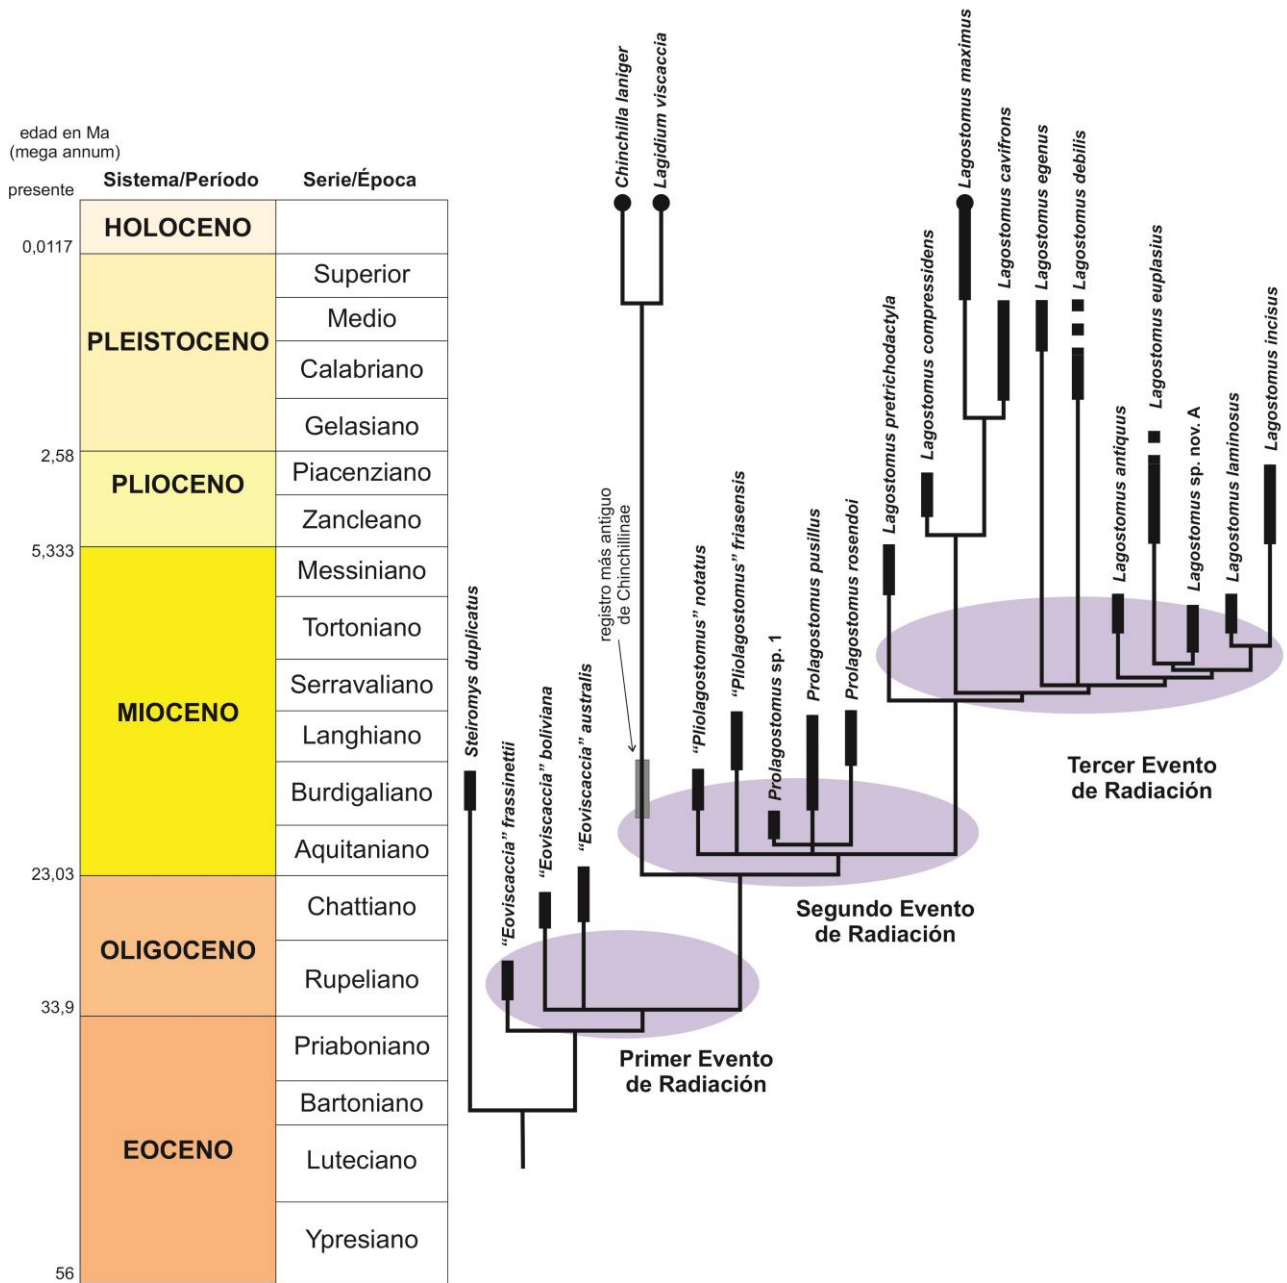 edad en Ma
(mega annum)
presente
Sistema/Período
Serie/Época
HOLOCENO
0,0117
Superior
PLEISTOCENO
Medio
Calabriano
Gelasiano
2,58
PLIOCENO
Piacenziano
Zancleano
5,333
MIOCENO
Messiniano
Tortoniano
Serravaliano
Langhiano
Burdigaliano
Aquitaniano
23,03
OLIGOCENO
Chattiano
Rupeliano
33,9
EOCENO
Priaboniano
Bartoniano
Luteciano
Ypresiano
56
Steiromys duplicatus
"Eoviscaccia" frassinettii
"Eoviscaccia" boliviana
"Eoviscaccia" australis
registro más antiguo
de Chinchillinae
Chinchilla laniger
Lagidium viscaccia
"Pliolagostomus" notatus
"Pliolagostomus" friasensis
Prolagostomus sp. 1
Prolagostomus pusillus
Prolagostomus rosendoi
Lagostomus pretrichodactyla
Lagostomus compressidens
Lagostomus maximus
Lagostomus cavifrons
Lagostomus egenus
Lagostomus debilis
Lagostomus antiquus
Lagostomus euplasius
Lagostomus sp. nov. A
Lagostomus laminosus
Lagostomus incisus
Primer Evento
de Radiación
Segundo Evento
de Radiación
Tercer Evento
de Radiación